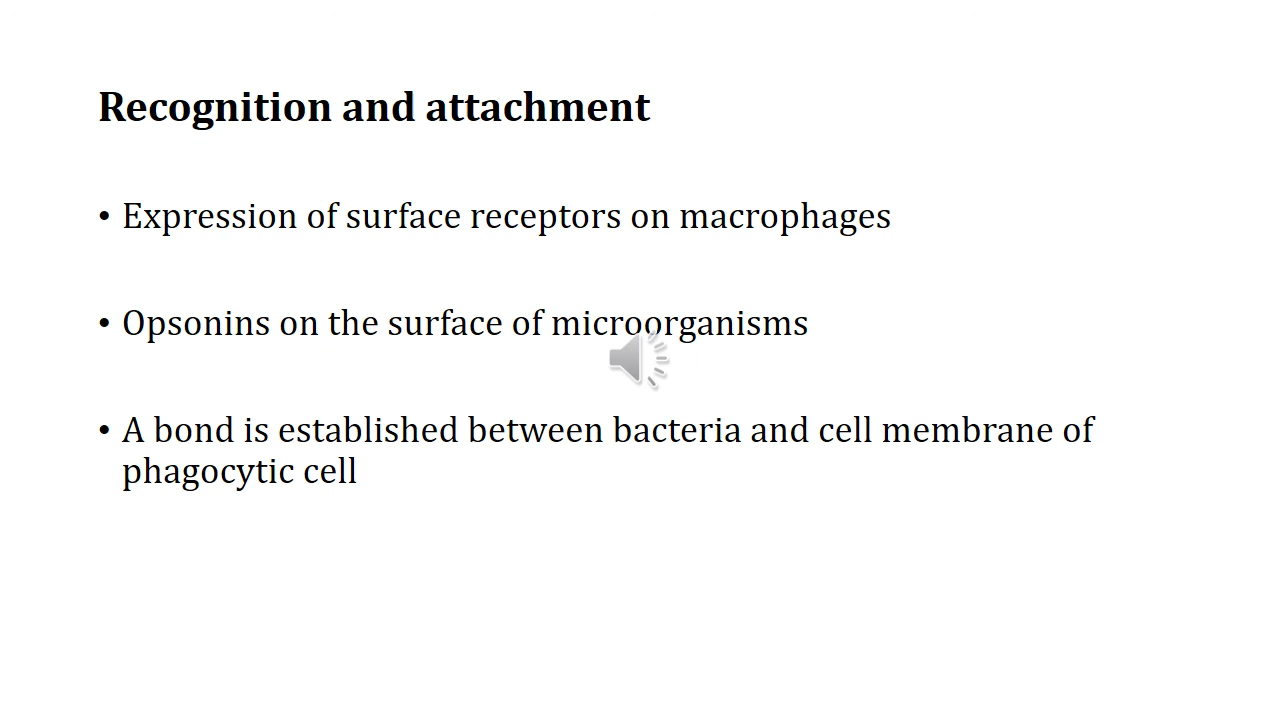 Recognition and attachment
• Expression of surface receptors on macrophages
• Opsonins on the surface of microorganisms
• A bond is established between bacteria and cell membrane of
phagocytic cell